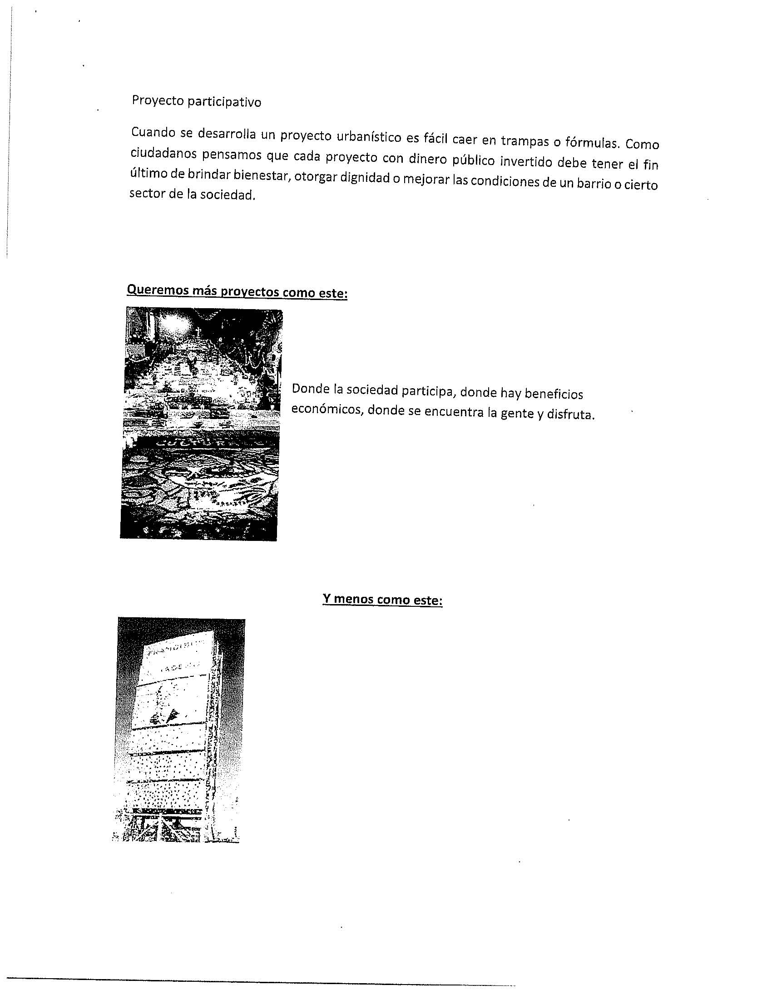 Proyecto participativo
Cuando se desarrolla un proyecto urbanístico es fácil caer en trampas o fórmulas. Como
ciudadanos pensamos que cada proyecto con dinero público invertido debe tener el fin
último de brindar bienestar, otorgar dignidad o mejorar las condiciones de un barrio o cierto
sector de la sociedad.
Queremos más proyectos como este:
Donde la sociedad participa, donde hay beneficios
económicos, donde se encuentra la gente y disfruta.
CULTURA
Y menos como este: